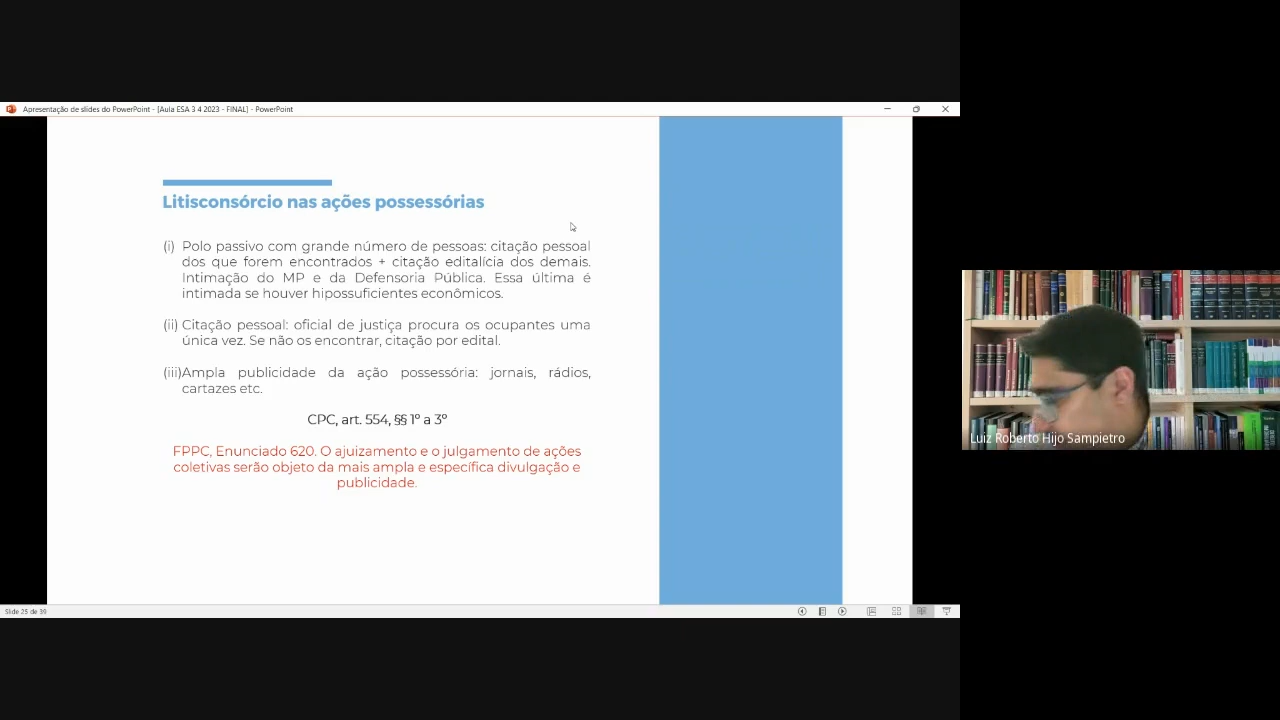 Apresentação de slides do PowerPoint - [Aula ESA 3 4 2023 - FINAL] - PowerPoint
Litisconsórcio nas ações possessórias
(i) Polo passivo com grande número de pessoas: citação pessoal
dos que forem encontrados + citação editalícia dos demais.
Intimação do MP e da Defensoria Pública. Essa última é
intimada se houver hipossuficientes econômicos.
(ii) Citação pessoal: oficial de justiça procura os ocupantes uma
única vez. Se não os encontrar, citação por edital.
(iii)Ampla publicidade da ação possessória: jornais, rádios,
cartazes etc.
CPC, art. 554, §§ 1º a 3º
FPPC, Enunciado 620. O ajuizamento e o julgamento de ações
coletivas serão objeto da mais ampla e específica divulgação e
publicidade.
Luiz Roberto Hijo Sampietro
Slide 25 de 39